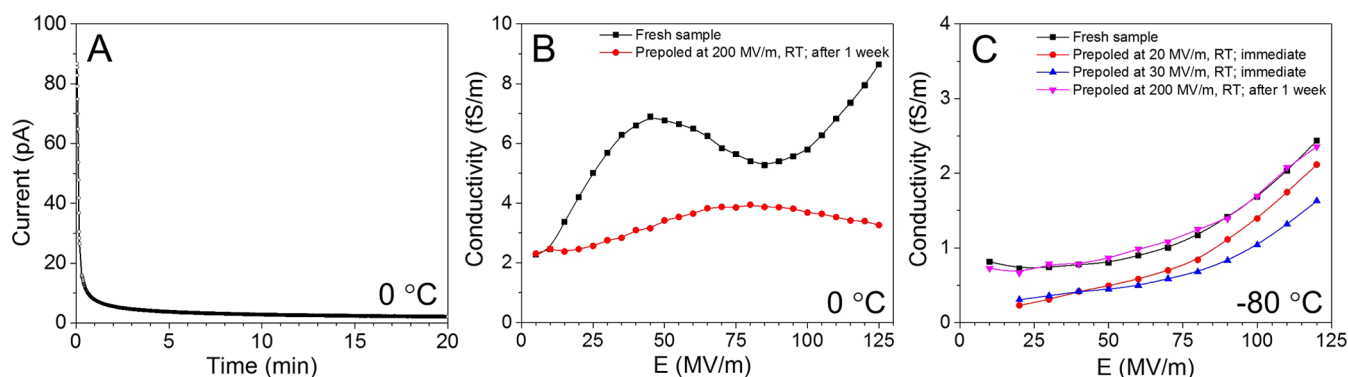 A
Current (pA)
100
80
60
40
20
0
0 °C
0 5 10 15 20
Time (min)
B
Fresh sample
Prepoled at 200 MV/m, RT; after 1 week
Conductivity (fS/m)
10
8
6
4
2
0
0 °C
0 25 50 75 100 125
E (MV/m)
C
Fresh sample
Prepoled at 20 MV/m, RT; immediate
Prepoled at 30 MV/m, RT; immediate
Prepoled at 200 MV/m, RT; after 1 week
Conductivity (fS/m)
4
3
2
1
0
-80 °C
0 25 50 75 100 125
E (MV/m)